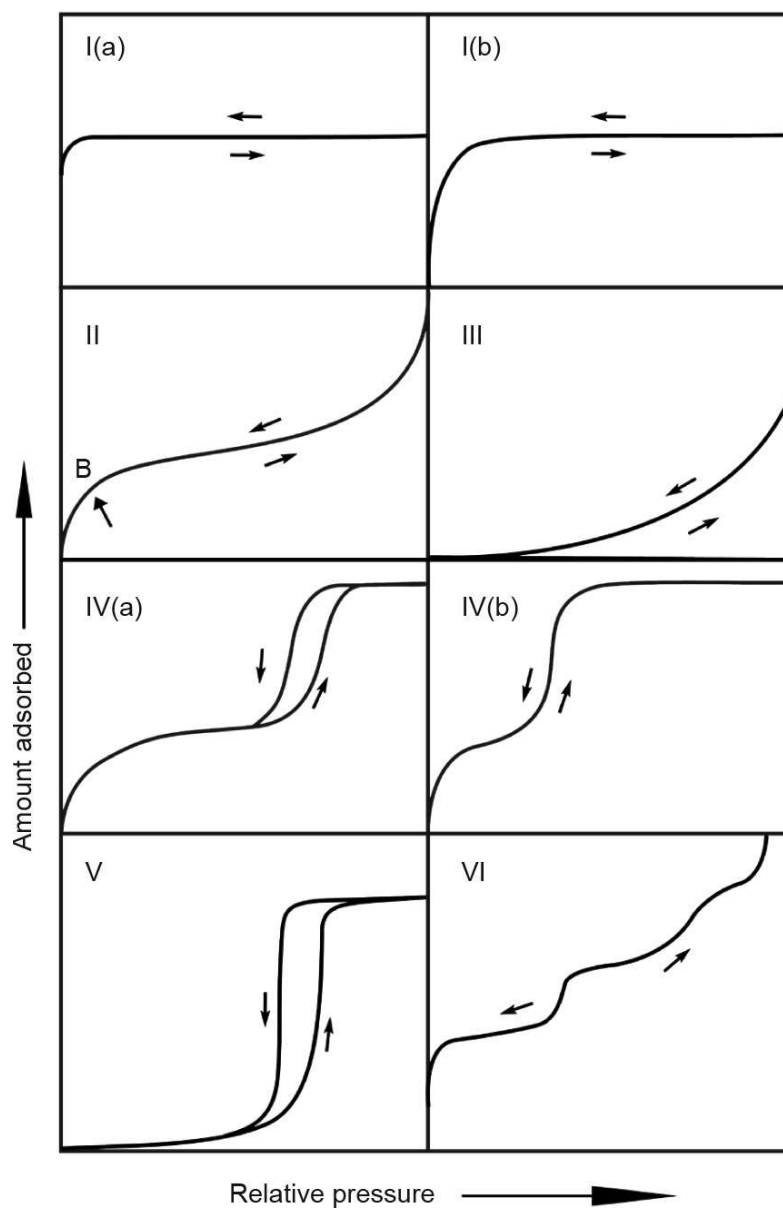 I(a)
I(b)
II
III
B
IV(a)
IV(b)
V
VI
Amount adsorbed
Relative pressure